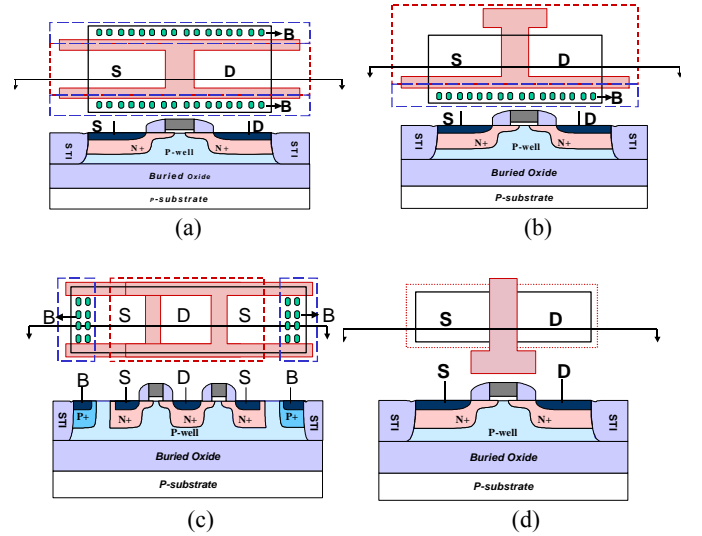 B
S D
B
S D
STI N+ N+ STI
P-well
Buried Oxide
P-substrate
(a)
S D
B
S D
STI N+ N+ STI
P-well
Buried Oxide
P-substrate
(b)
S D S
B B
B S D S B
STI P+ N+ N+ P+ STI
P-well
Buried Oxide
P-substrate
(c)
S D
S D
STI N+ N+ STI
P-well
Buried Oxide
P-substrate
(d)